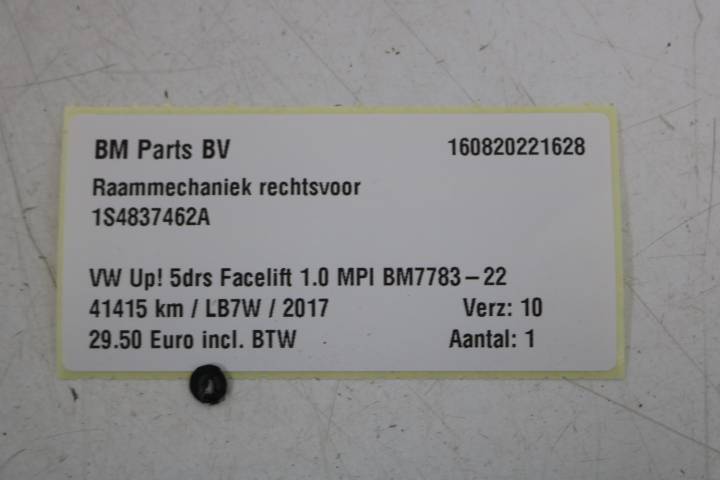 BM Parts BV 160820221628
Raammechaniek rechtsvoor
1S4837462A
VW Up! 5drs Facelift 1.0 MPI BM7783-22
41415 km / LB7W / 2017 Verz: 10
29.50 Euro incl. BTW Aantal: 1